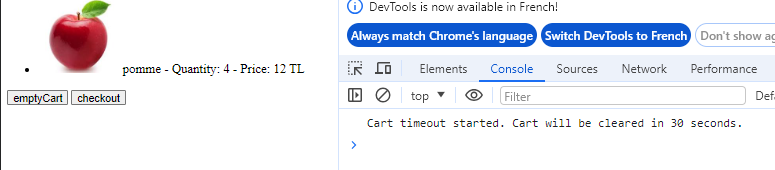 pomme - Quantity: 4 - Price: 12 TL
emptyCart checkout
DevTools is now available in French!
Always match Chrome's language Switch DevTools to French Don't show ag
Elements Console Sources Network Performance
top Filter Defa
Cart timeout started. Cart will be cleared in 30 seconds.